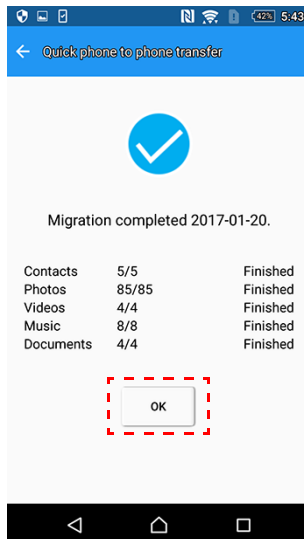 42% 5:43
Quick phone to phone transfer
Migration completed 2017-01-20.
Contacts 5/5 Finished
Photos 85/85 Finished
Videos 4/4 Finished
Music 8/8 Finished
Documents 4/4 Finished
OK